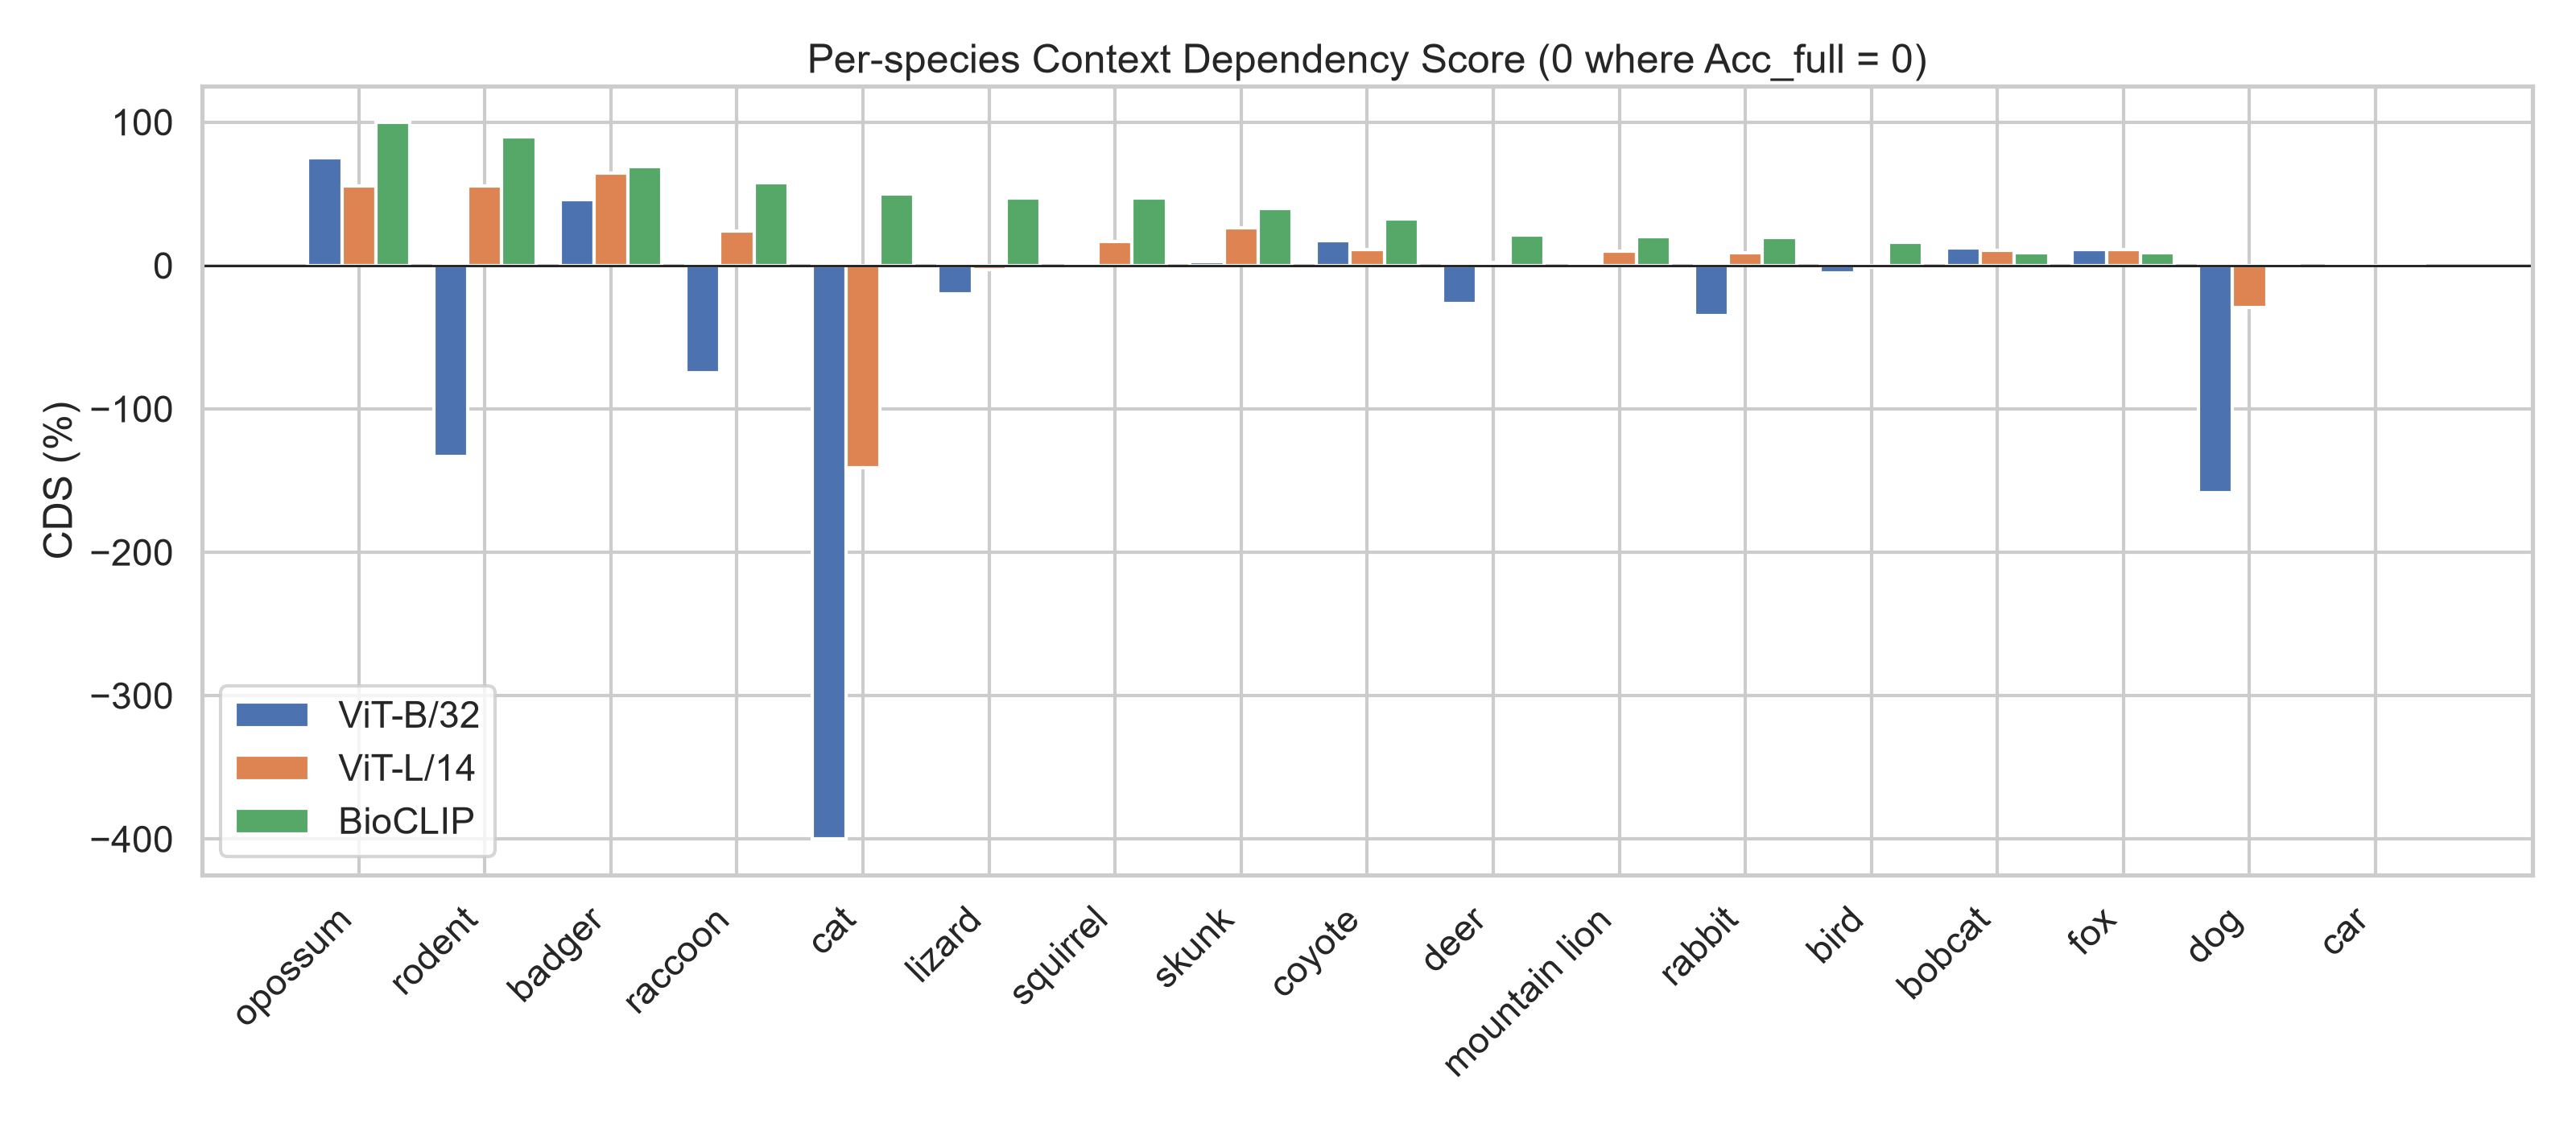 Per-species Context Dependency Score (0 where Acc_full = 0)
CDS (%)
100
0
−100
−200
−300
−400
ViT-B/32
ViT-L/14
BioCLIP
opossum
rodent
badger
raccoon
cat
lizard
squirrel
skunk
coyote
deer
mountain lion
rabbit
bird
bobcat
fox
dog
car